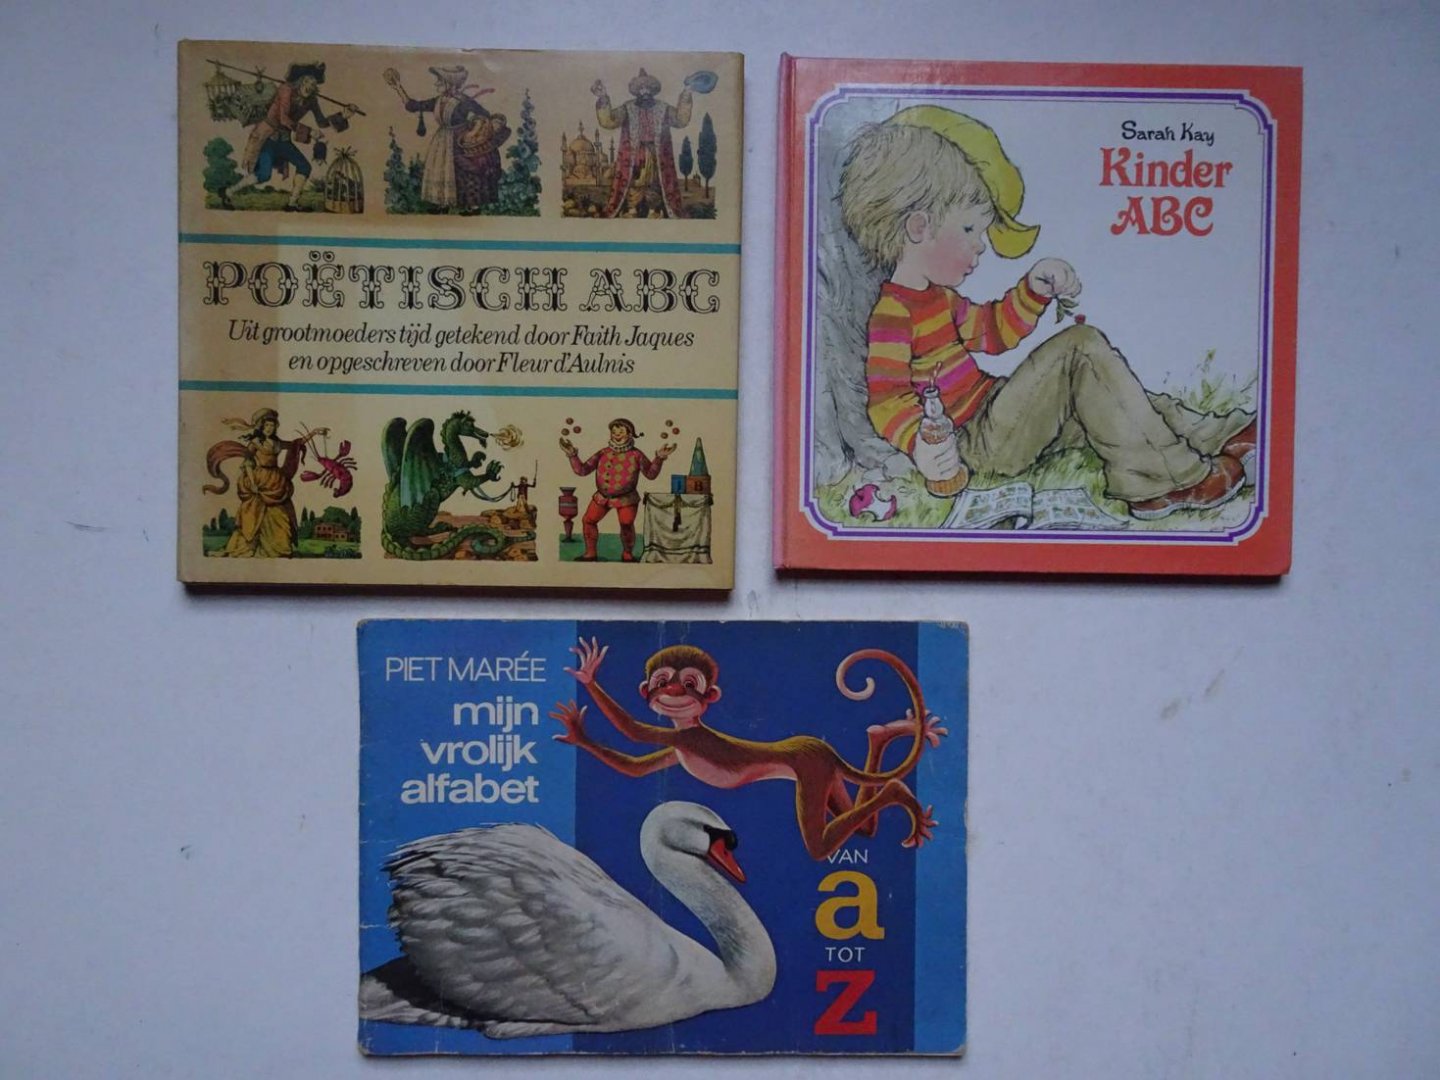 POËTISCH ABC
Uit grootmoeders tijd getekend door Faith Jaques
en opgeschreven door Fleur d'Aulnis
Sarah Kay
Kinder
ABC
PIET MARÉE
mijn
vrolijk
alfabet
VAN
a
TOT
z